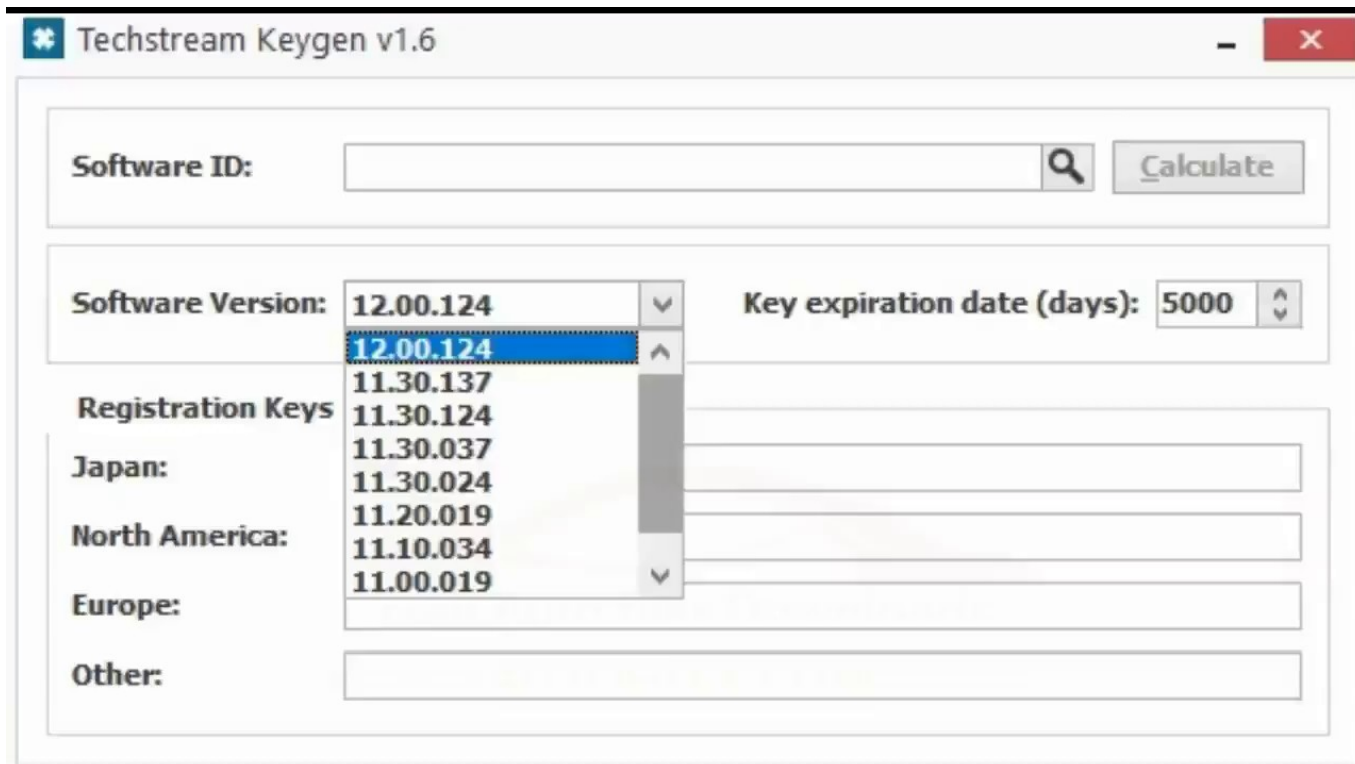 Techstream Keygen v1.6
Software ID:
Calculate
Software Version: 12.00.124
Key expiration date (days): 5000
12.00.124
11.30.137
11.30.124
11.30.037
11.30.024
11.20.019
11.10.034
11.00.019
Registration Keys
Japan:
North America:
Europe:
Other: